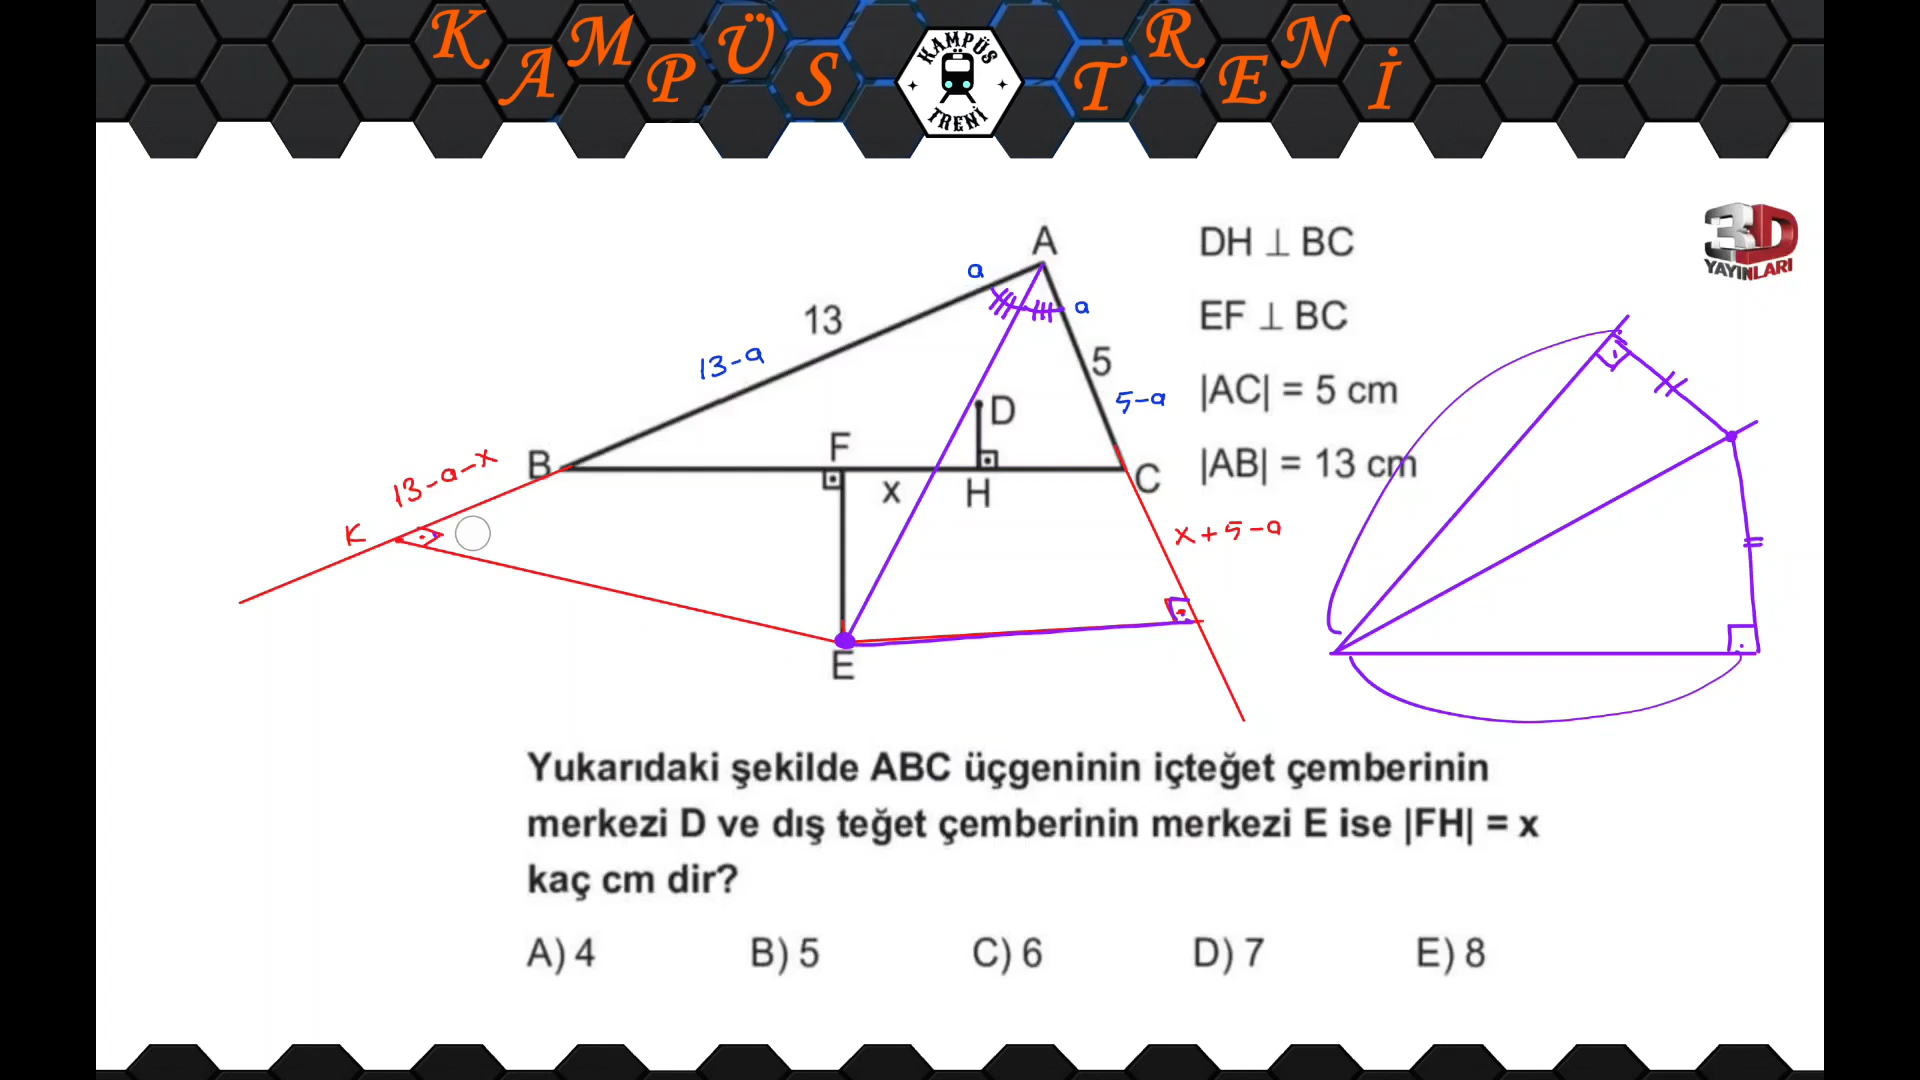 KAMPÜS TRENİ
KAMPÜS
TRENİ
3D
YAYINLARI
A
a
a
13
13-a
5
5-a
D
F
B
C
x
H
13-a-x
K
x+5-a
E
DH ⊥ BC
EF ⊥ BC
|AC| = 5 cm
|AB| = 13 cm
Yukarıdaki şekilde ABC üçgeninin içteğet çemberinin
merkezi D ve dış teğet çemberinin merkezi E ise |FH| = x
kaç cm dir?
A) 4 B) 5 C) 6 D) 7 E) 8